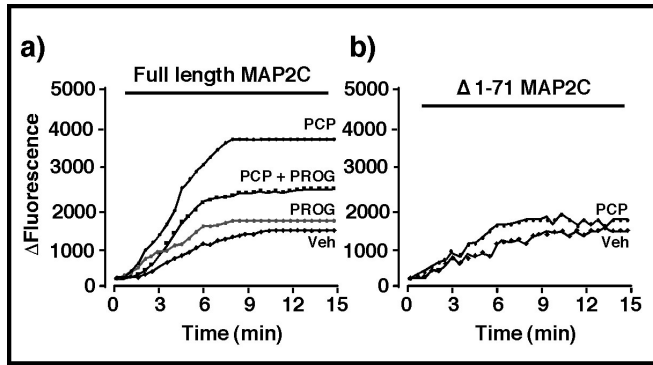 a)
Full length MAP2C
5000
4000
3000
2000
1000
0
ΔFluorescence
PCP
PCP + PROG
PROG
Veh
0 3 6 9 12 15
Time (min)
b)
Δ 1-71 MAP2C
5000
4000
3000
2000
1000
0
PCP
Veh
0 3 6 9 12 15
Time (min)